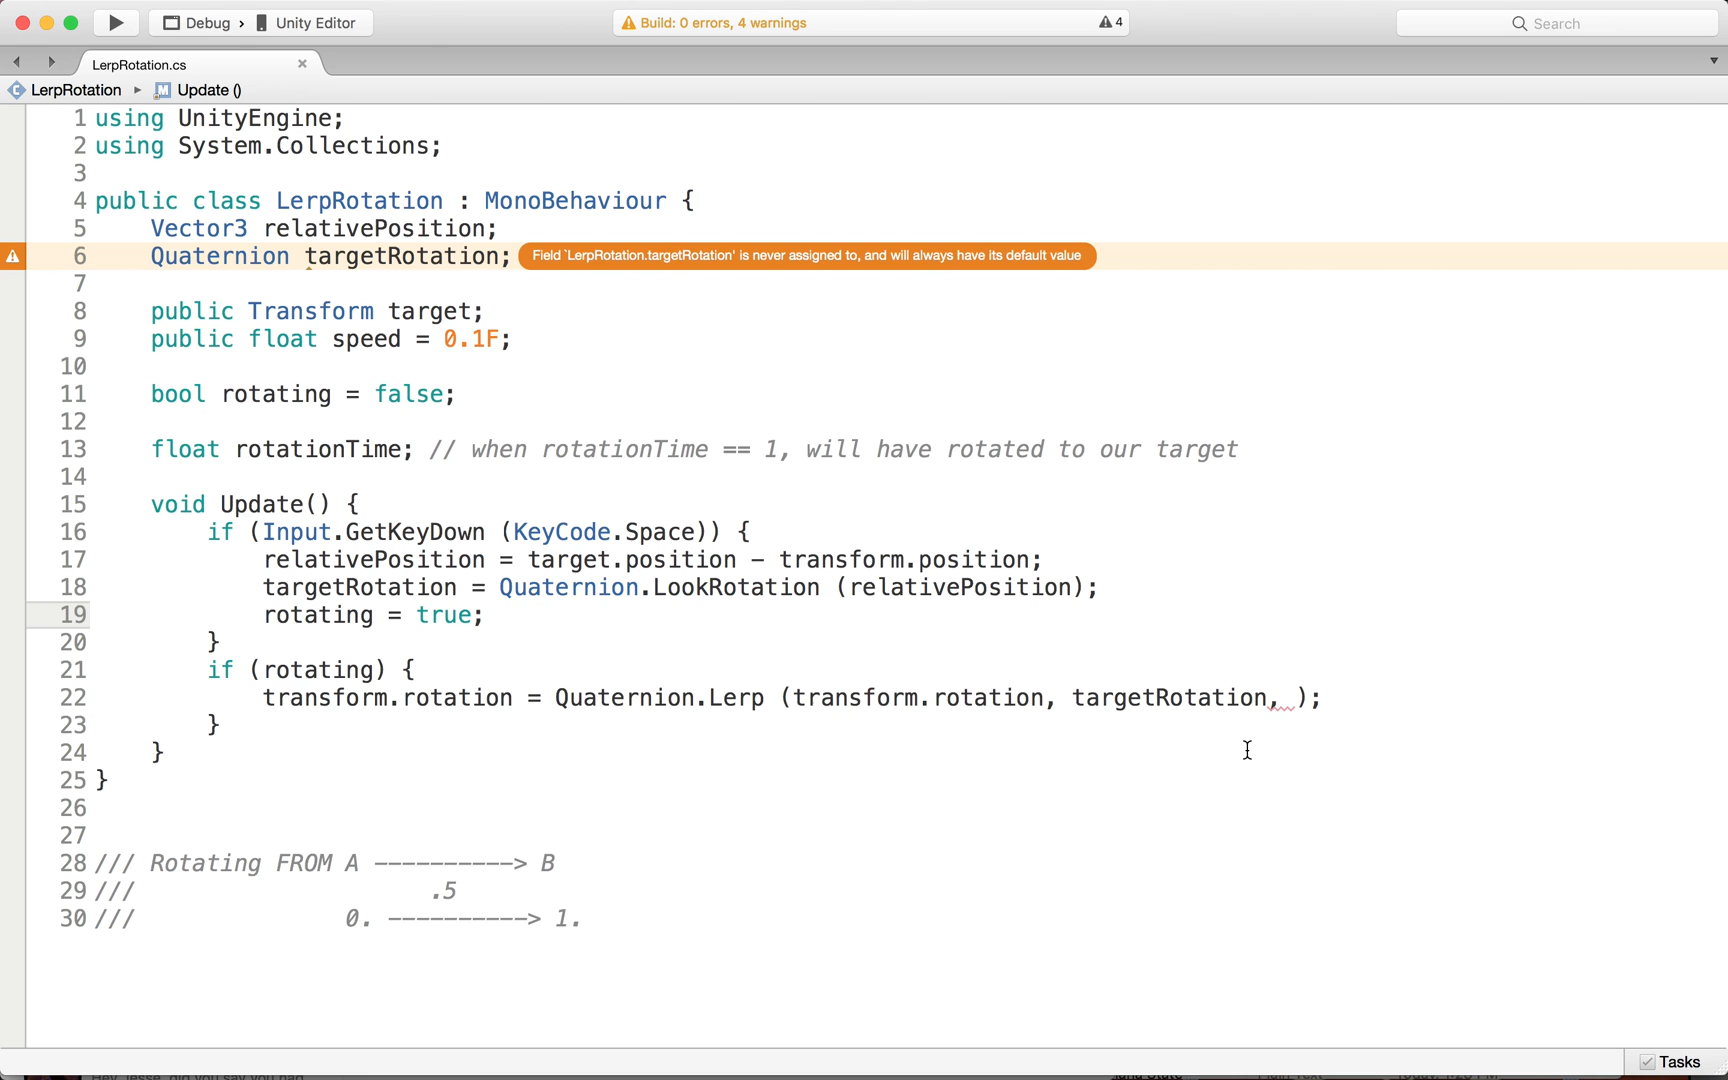 Debug › Unity Editor
Build: 0 errors, 4 warnings
4
Search
LerpRotation.cs
LerpRotation ▸ M Update ()
1 using UnityEngine;
2 using System.Collections;
3
4 public class LerpRotation : MonoBehaviour {
5 Vector3 relativePosition;
6 Quaternion targetRotation; Field `LerpRotation.targetRotation' is never assigned to, and will always have its default value
7
8 public Transform target;
9 public float speed = 0.1F;
10
11 bool rotating = false;
12
13 float rotationTime; // when rotationTime == 1, will have rotated to our target
14
15 void Update() {
16 if (Input.GetKeyDown (KeyCode.Space)) {
17 relativePosition = target.position - transform.position;
18 targetRotation = Quaternion.LookRotation (relativePosition);
19 rotating = true;
20 }
21 if (rotating) {
22 transform.rotation = Quaternion.Lerp (transform.rotation, targetRotation, );
23 }
24 }
25 }
26
27
28 /// Rotating FROM A ----------> B
29 /// .5
30 /// 0. ----------> 1.
Tasks